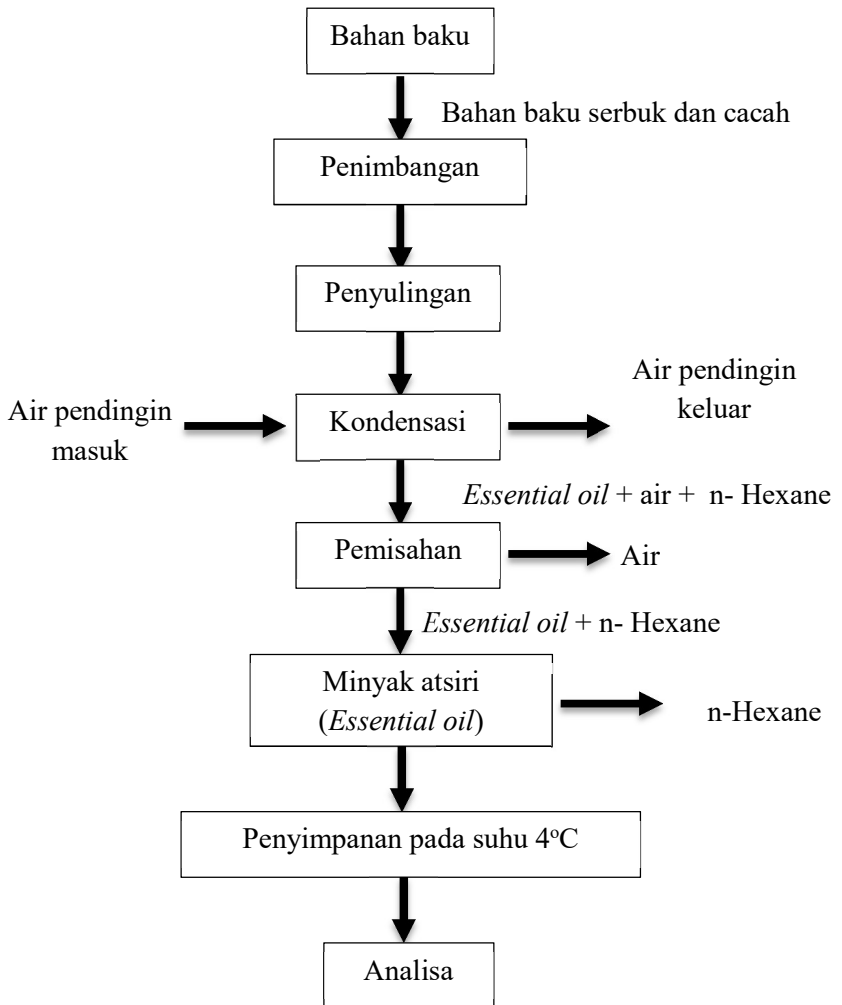 Bahan baku
Bahan baku serbuk dan cacah
Penimbangan
Penyulingan
Air pendingin
masuk
Kondensasi
Air pendingin
keluar
Essential oil + air + n- Hexane
Pemisahan
Air
Essential oil + n- Hexane
Minyak atsiri
(Essential oil)
n-Hexane
Penyimpanan pada suhu 4°C
Analisa